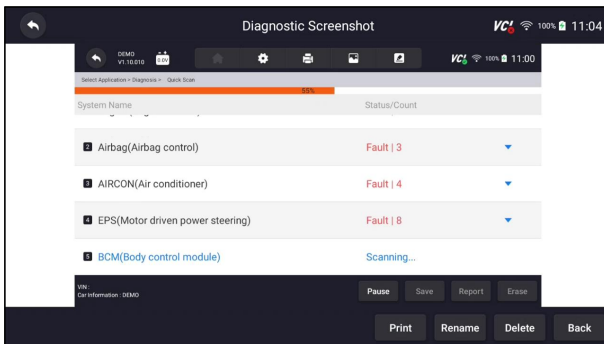 Diagnostic Screenshot
VCI 100% 11:04
DEMO
V1.10.010
0.0V
VCI 100% 11:00
Select Application > Diagnosis > Quick Scan
55%
System Name Status/Count
2 Airbag(Airbag control) Fault | 3
3 AIRCON(Air conditioner) Fault | 4
4 EPS(Motor driven power steering) Fault | 8
5 BCM(Body control module) Scanning...
VIN :
Car Information : DEMO
Pause Save Report Erase
Print Rename Delete Back